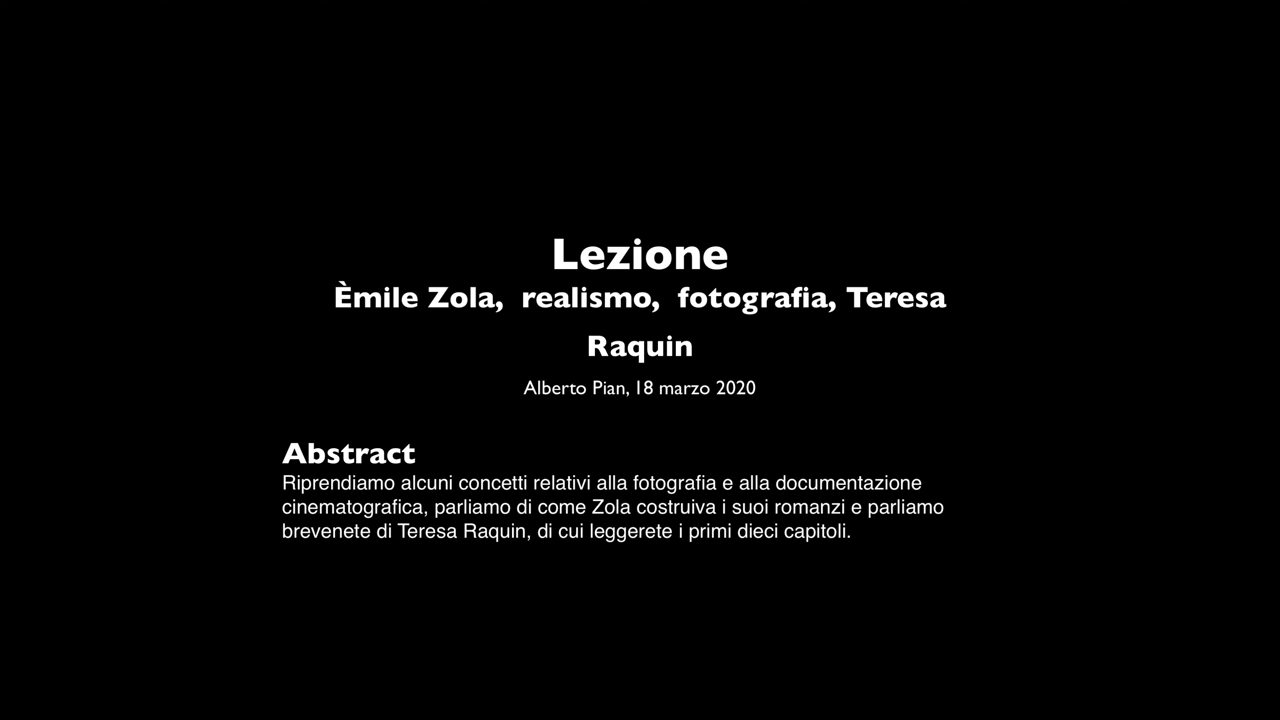 Lezione
Èmile Zola, realismo, fotografia, Teresa
Raquin
Alberto Pian, 18 marzo 2020
Abstract
Riprendiamo alcuni concetti relativi alla fotografia e alla documentazione
cinematografica, parliamo di come Zola costruiva i suoi romanzi e parliamo
brevenete di Teresa Raquin, di cui leggerete i primi dieci capitoli.